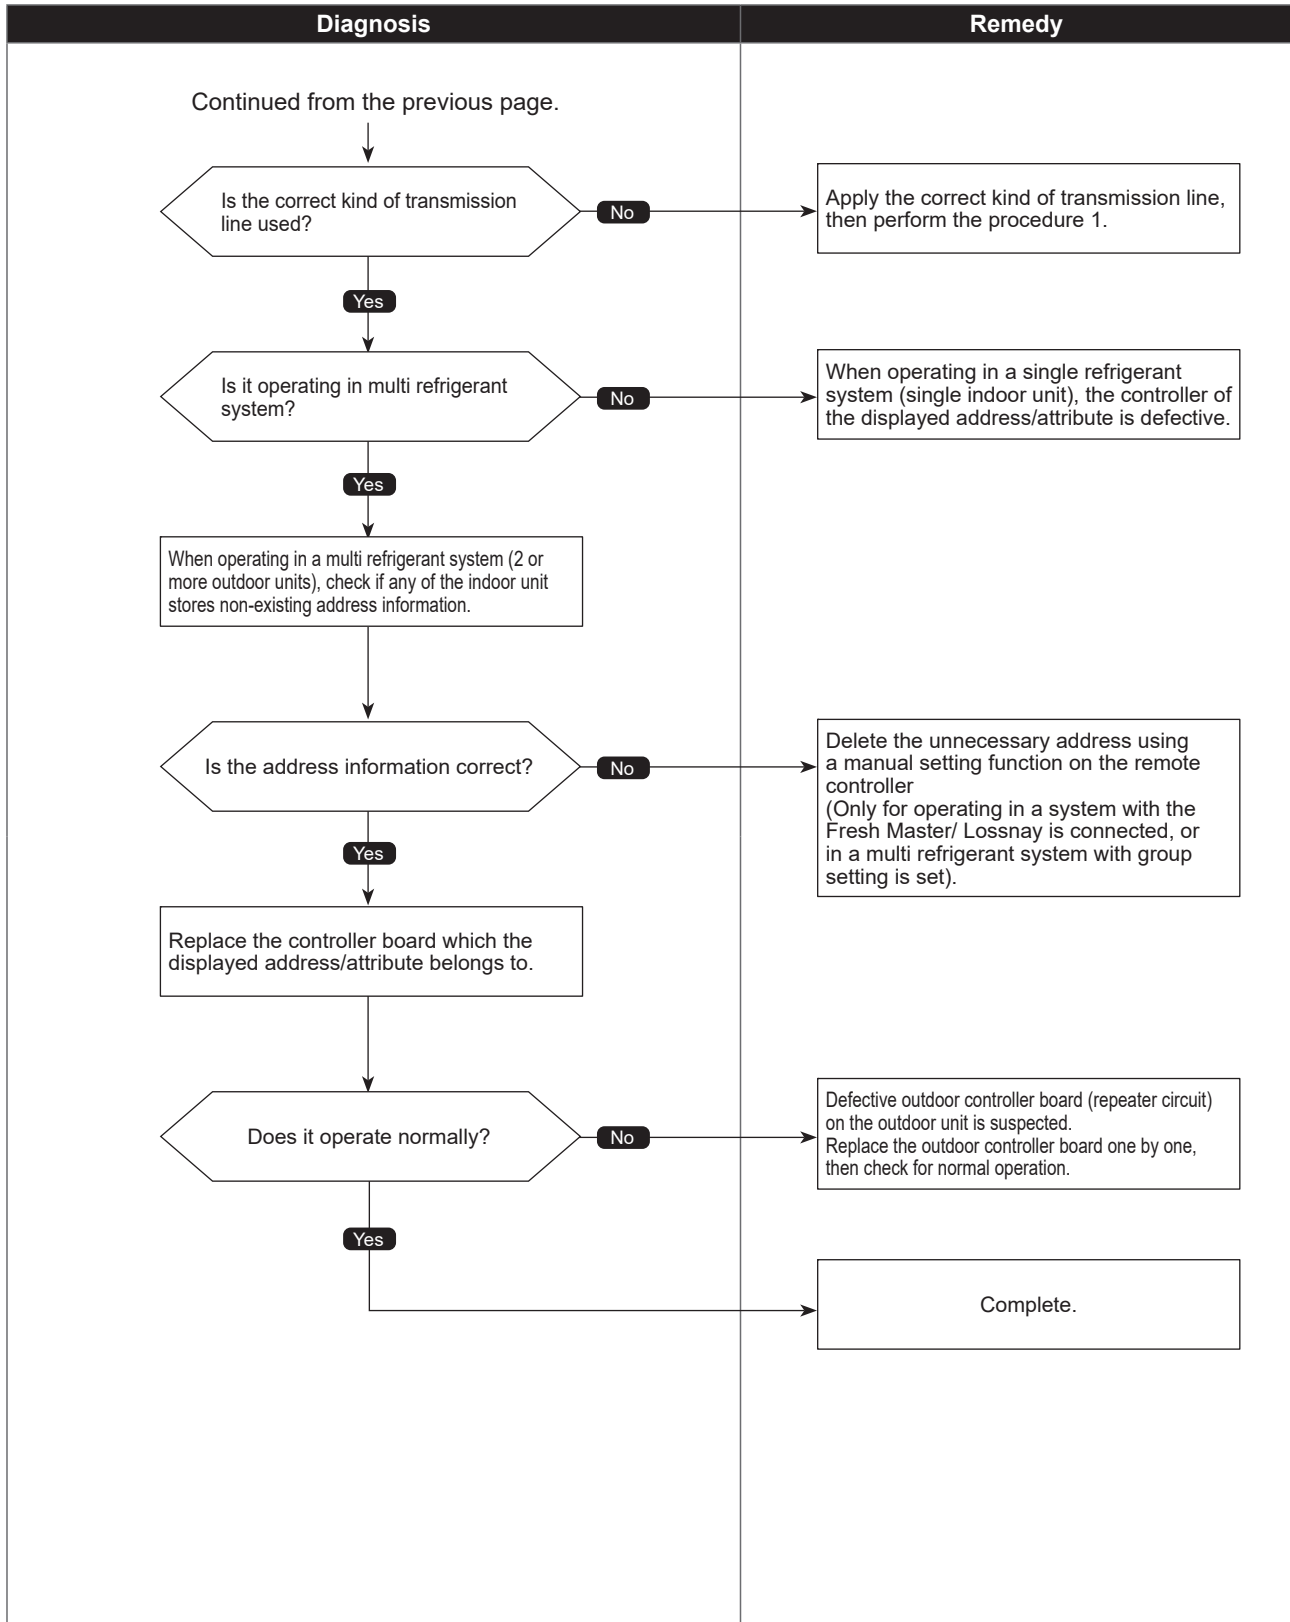 Diagnosis
Remedy
Continued from the previous page.
Is the correct kind of transmission
line used?
No
Apply the correct kind of transmission line,
then perform the procedure 1.
Yes
Is it operating in multi refrigerant
system?
No
When operating in a single refrigerant
system (single indoor unit), the controller of
the displayed address/attribute is defective.
Yes
When operating in a multi refrigerant system (2 or
more outdoor units), check if any of the indoor unit
stores non-existing address information.
Is the address information correct?
No
Delete the unnecessary address using
a manual setting function on the remote
controller
(Only for operating in a system with the
Fresh Master/ Lossnay is connected, or
in a multi refrigerant system with group
setting is set).
Yes
Replace the controller board which the
displayed address/attribute belongs to.
Does it operate normally?
No
Defective outdoor controller board (repeater circuit)
on the outdoor unit is suspected.
Replace the outdoor controller board one by one,
then check for normal operation.
Yes
Complete.